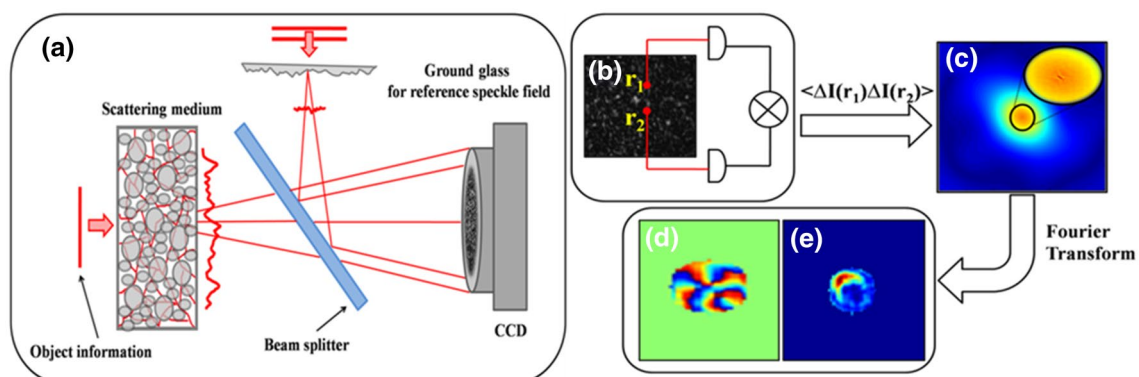 (a)
Ground glass
for reference speckle field
Scattering medium
Object information
Beam splitter
CCD
(b)
r1
r2
<ΔI(r1)ΔI(r2)>
(c)
Fourier
Transform
(d)
(e)